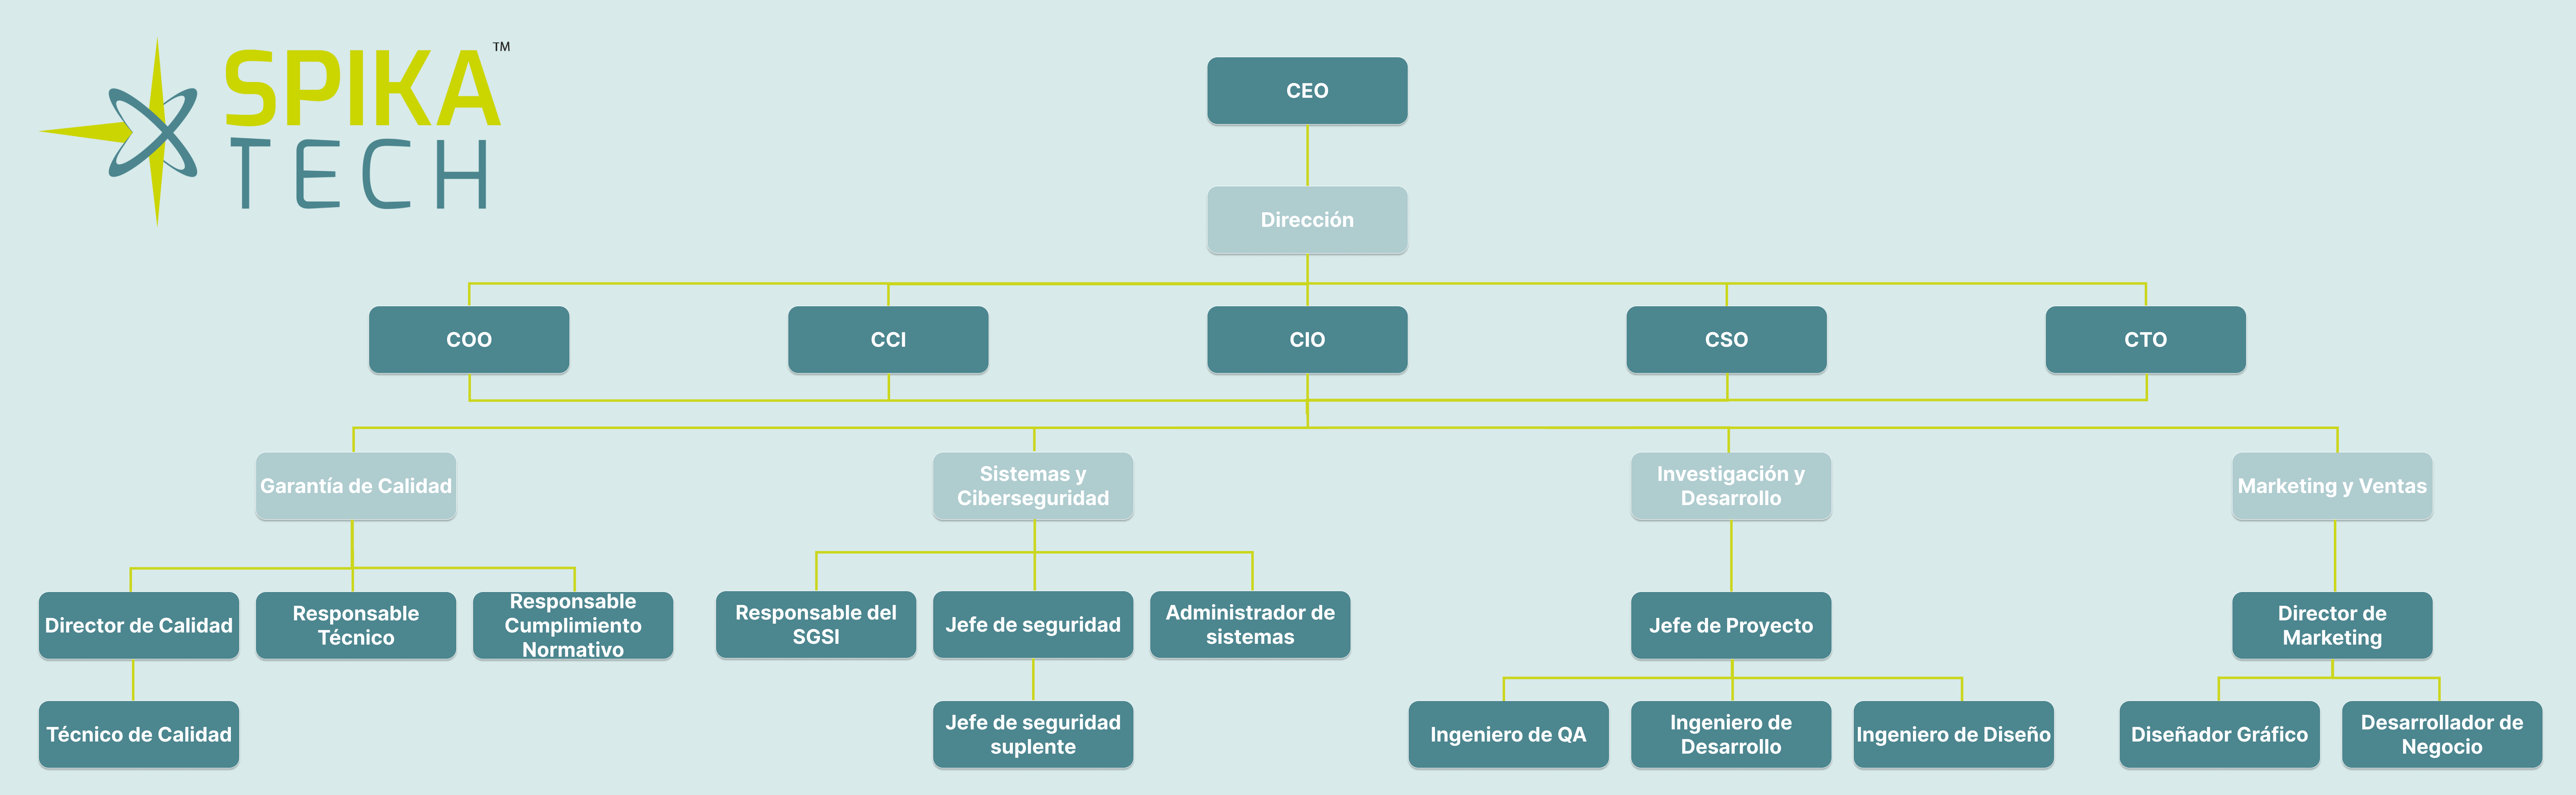 SPIKA™
TECH
CEO
Dirección
COO
CCI
CIO
CSO
CTO
Garantía de Calidad
Sistemas y
Ciberseguridad
Investigación y
Desarrollo
Marketing y Ventas
Director de Calidad
Responsable
Técnico
Responsable
Cumplimiento
Normativo
Responsable del
SGSI
Jefe de seguridad
Administrador de
sistemas
Jefe de Proyecto
Director de
Marketing
Técnico de Calidad
Jefe de seguridad
suplente
Ingeniero de QA
Ingeniero de
Desarrollo
Ingeniero de Diseño
Diseñador Gráfico
Desarrollador de
Negocio